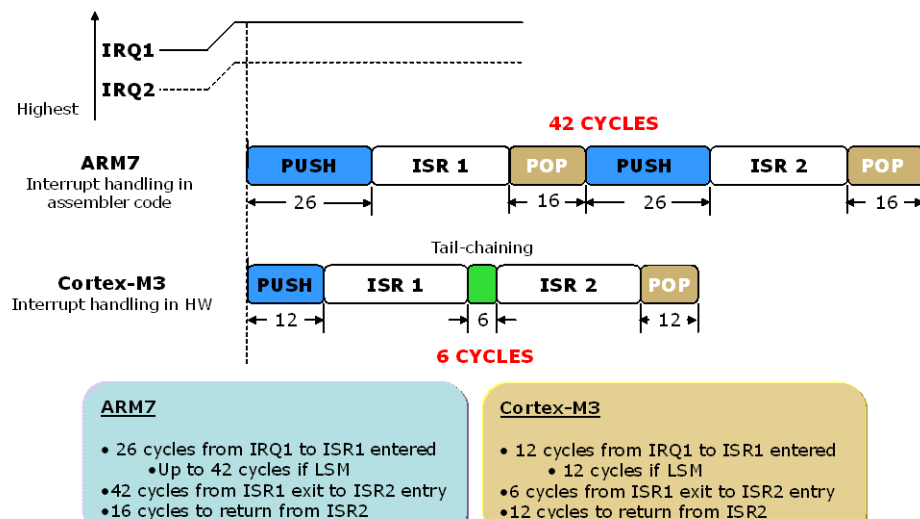 IRQ1
IRQ2
Highest
42 CYCLES
ARM7
Interrupt handling in
assembler code
PUSH
ISR 1
POP
PUSH
ISR 2
POP
26
16
26
16
Tail-chaining
Cortex-M3
Interrupt handling in HW
PUSH
ISR 1
ISR 2
POP
12
6
12
6 CYCLES
ARM7
• 26 cycles from IRQ1 to ISR1 entered
•Up to 42 cycles if LSM
•42 cycles from ISR1 exit to ISR2 entry
•16 cycles to return from ISR2
Cortex-M3
• 12 cycles from IRQ1 to ISR1 entered
• 12 cycles if LSM
•6 cycles from ISR1 exit to ISR2 entry
•12 cycles to return from ISR2